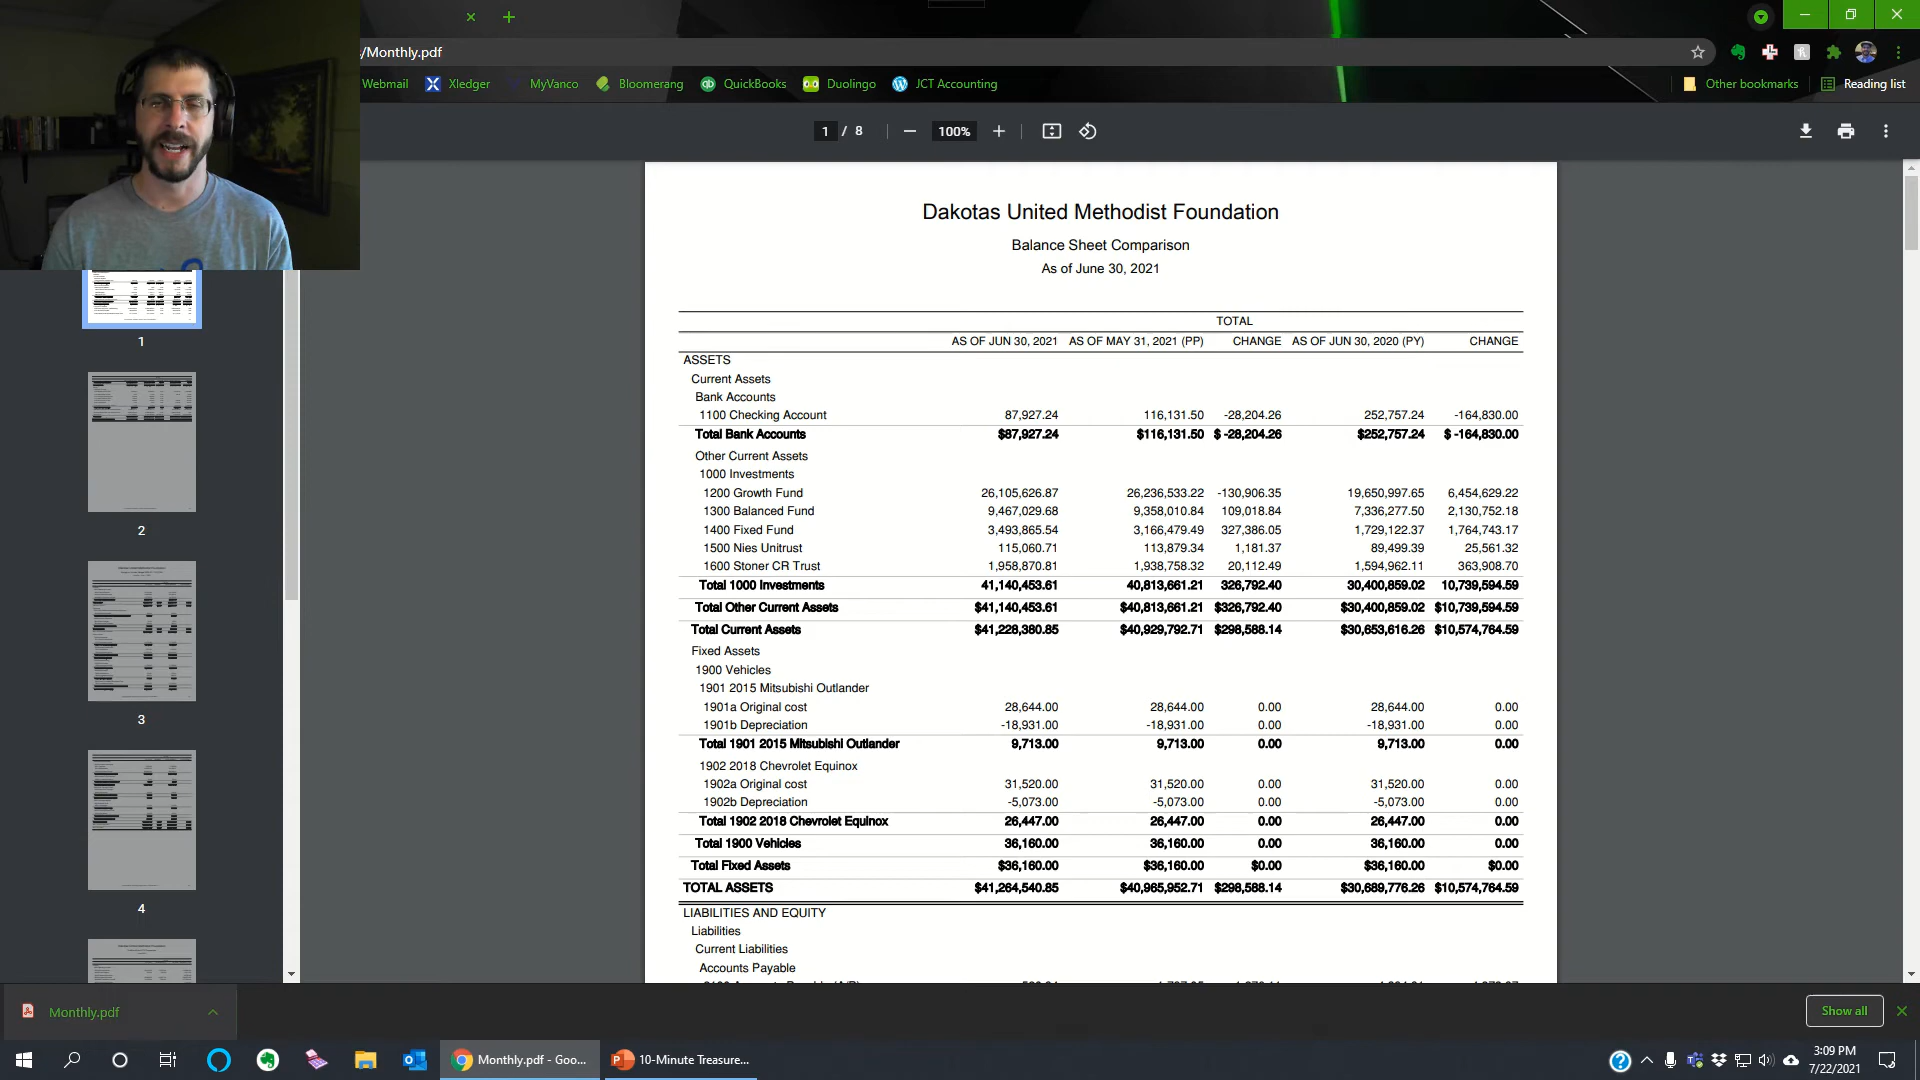 /Monthly.pdf
Webmail Xledger MyVanco Bloomerang QuickBooks Duolingo JCT Accounting Other bookmarks Reading list
1 / 8 100%
Dakotas United Methodist Foundation
Balance Sheet Comparison
As of June 30, 2021
TOTAL
AS OF JUN 30, 2021 AS OF MAY 31, 2021 (PP) CHANGE AS OF JUN 30, 2020 (PY) CHANGE
ASSETS
Current Assets
Bank Accounts
1100 Checking Account 87,927.24 116,131.50 -28,204.26 252,757.24 -164,830.00
Total Bank Accounts $87,927.24 $116,131.50 $ -28,204.26 $252,757.24 $ -164,830.00
Other Current Assets
1000 Investments
1200 Growth Fund 26,105,626.87 26,236,533.22 -130,906.35 19,650,997.65 6,454,629.22
1300 Balanced Fund 9,467,029.68 9,358,010.84 109,018.84 7,336,277.50 2,130,752.18
1400 Fixed Fund 3,493,865.54 3,166,479.49 327,386.05 1,729,122.37 1,764,743.17
1500 Nies Unitrust 115,060.71 113,879.34 1,181.37 89,499.39 25,561.32
1600 Stoner CR Trust 1,958,870.81 1,938,758.32 20,112.49 1,594,962.11 363,908.70
Total 1000 Investments 41,140,453.61 40,813,661.21 326,792.40 30,400,859.02 10,739,594.59
Total Other Current Assets $41,140,453.61 $40,813,661.21 $326,792.40 $30,400,859.02 $10,739,594.59
Total Current Assets $41,228,380.85 $40,929,792.71 $298,588.14 $30,653,616.26 $10,574,764.59
Fixed Assets
1900 Vehicles
1901 2015 Mitsubishi Outlander
1901a Original cost 28,644.00 28,644.00 0.00 28,644.00 0.00
1901b Depreciation -18,931.00 -18,931.00 0.00 -18,931.00 0.00
Total 1901 2015 Mitsubishi Outlander 9,713.00 9,713.00 0.00 9,713.00 0.00
1902 2018 Chevrolet Equinox
1902a Original cost 31,520.00 31,520.00 0.00 31,520.00 0.00
1902b Depreciation -5,073.00 -5,073.00 0.00 -5,073.00 0.00
Total 1902 2018 Chevrolet Equinox 26,447.00 26,447.00 0.00 26,447.00 0.00
Total 1900 Vehicles 36,160.00 36,160.00 0.00 36,160.00 0.00
Total Fixed Assets $36,160.00 $36,160.00 $0.00 $36,160.00 $0.00
TOTAL ASSETS $41,264,540.85 $40,965,952.71 $298,588.14 $30,689,776.26 $10,574,764.59
LIABILITIES AND EQUITY
Liabilities
Current Liabilities
Accounts Payable
1
2
3
4
Monthly.pdf
Show all
Monthly.pdf - Goo...
10-Minute Treasure...
3:09 PM
7/22/2021